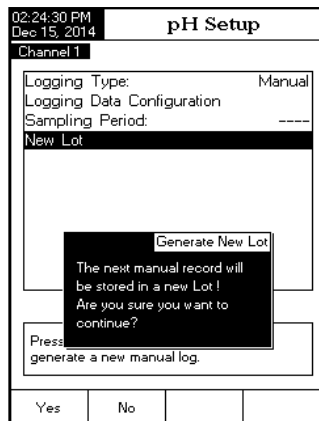 02:24:30 PM
Dec 15, 2014
pH Setup
Channel 1
Logging Type: Manual
Logging Data Configuration
Sampling Period: ----
New Lot
Generate New Lot
The next manual record will
be stored in a new Lot !
Are you sure you want to
continue?
Press
generate a new manual log.
Yes No